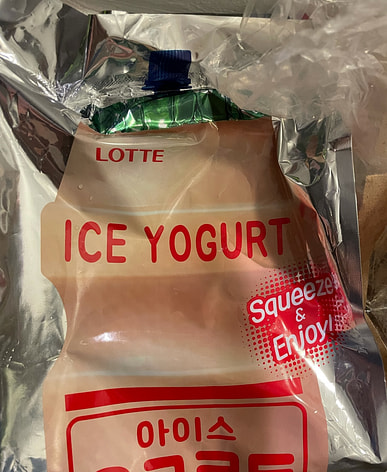 LOTTE
ICE YOGURT
Squeeze
&
Enjoy!
아이스